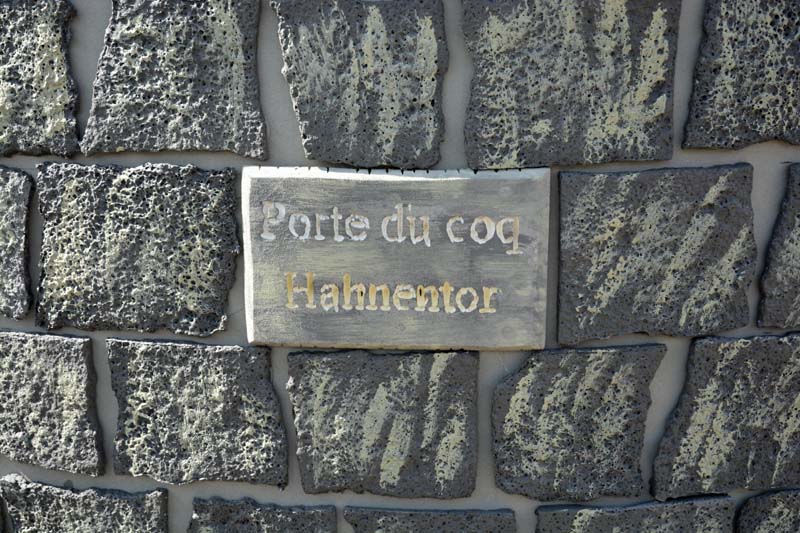 Porte du coq
Hahnentor